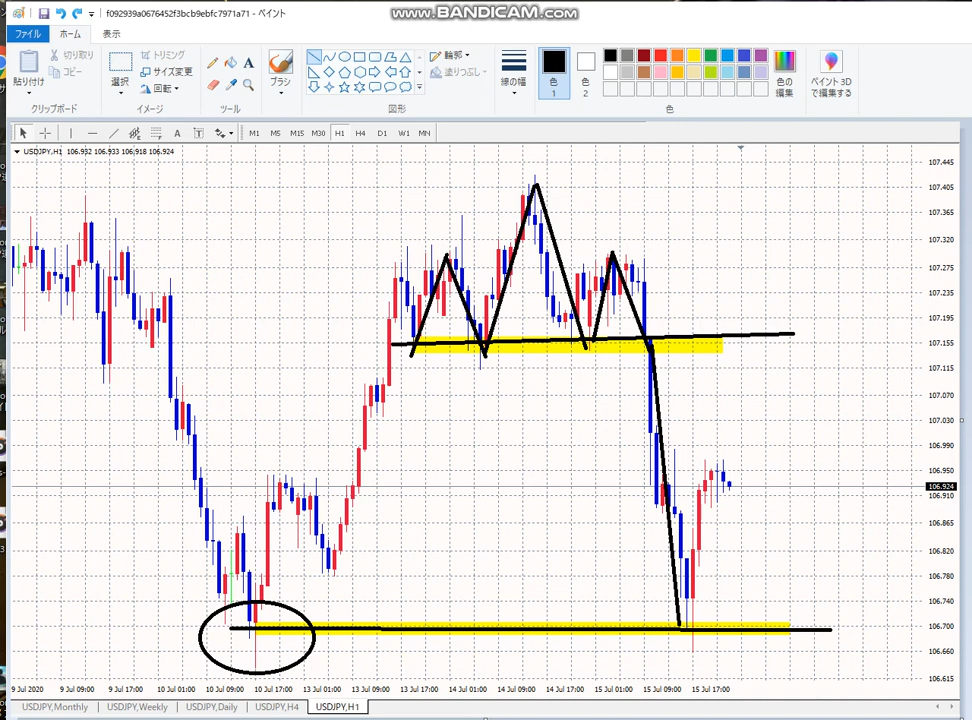 f092939a0676452f3bcb9ebfc7971a71 - ペイント
www.BANDICAM.com
ファイル ホーム 表示
貼り付け
切り取り
コピー
選択
トリミング
サイズ変更
回転
A
ブラシ
輪郭
塗りつぶし
線の幅
色
1
色
2
色の
編集
ペイント 3D
で編集する
クリップボード イメージ ツール 図形 色
A T M1 M5 M15 M30 H1 H4 D1 W1 MN
USDJPY,H1 106.932 106.933 106.918 106.924
107.445
107.405
107.365
107.320
107.275
107.235
107.195
107.155
107.115
107.070
107.030
106.990
106.950
106.924
106.910
106.865
106.820
106.780
106.740
106.700
106.660
106.615
9 Jul 2020 9 Jul 09:00 9 Jul 17:00 10 Jul 01:00 10 Jul 09:00 10 Jul 17:00 13 Jul 01:00 13 Jul 09:00 13 Jul 17:00 14 Jul 01:00 14 Jul 09:00 14 Jul 17:00 15 Jul 01:00 15 Jul 09:00 15 Jul 17:00
USDJPY,Monthly USDJPY,Weekly USDJPY,Daily USDJPY,H4 USDJPY,H1